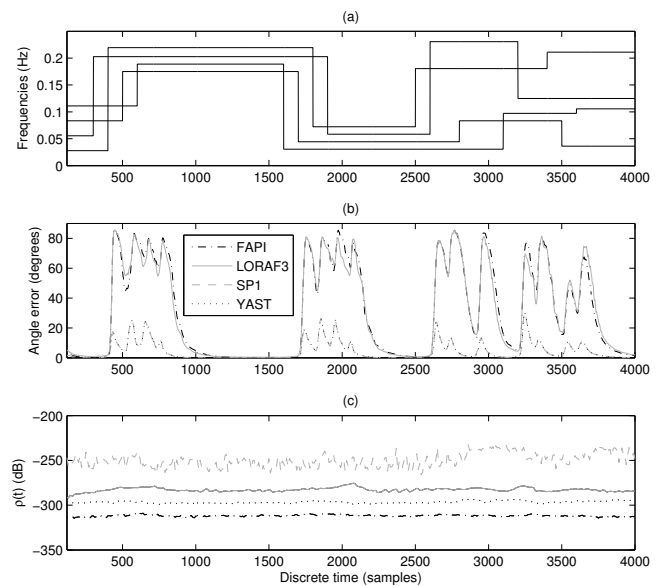 (a)
Frequencies (Hz)
0.2
0.15
0.1
0.05
0
500 1000 1500 2000 2500 3000 3500 4000
(b)
Angle error (degrees)
80
60
40
20
0
FAPI
LORAF3
SP1
YAST
500 1000 1500 2000 2500 3000 3500 4000
(c)
ρ(t) (dB)
−200
−250
−300
−350
500 1000 1500 2000 2500 3000 3500 4000
Discrete time (samples)